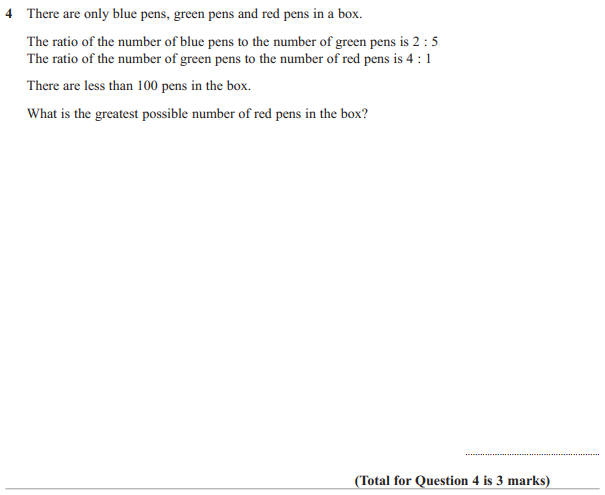 4 There are only blue pens, green pens and red pens in a box.
The ratio of the number of blue pens to the number of green pens is 2 : 5
The ratio of the number of green pens to the number of red pens is 4 : 1
There are less than 100 pens in the box.
What is the greatest possible number of red pens in the box?
(Total for Question 4 is 3 marks)